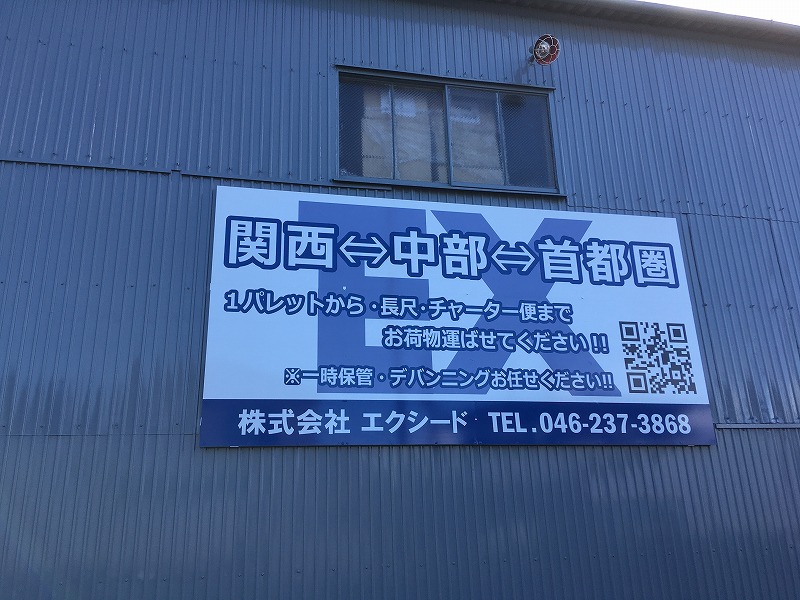 EX
関西⇔中部⇔首都圏
1パレットから・長尺・チャーター便まで
お荷物運ばせてください!!
※一時保管・デバンニングお任せください!!
株式会社 エクシード TEL.046-237-3868